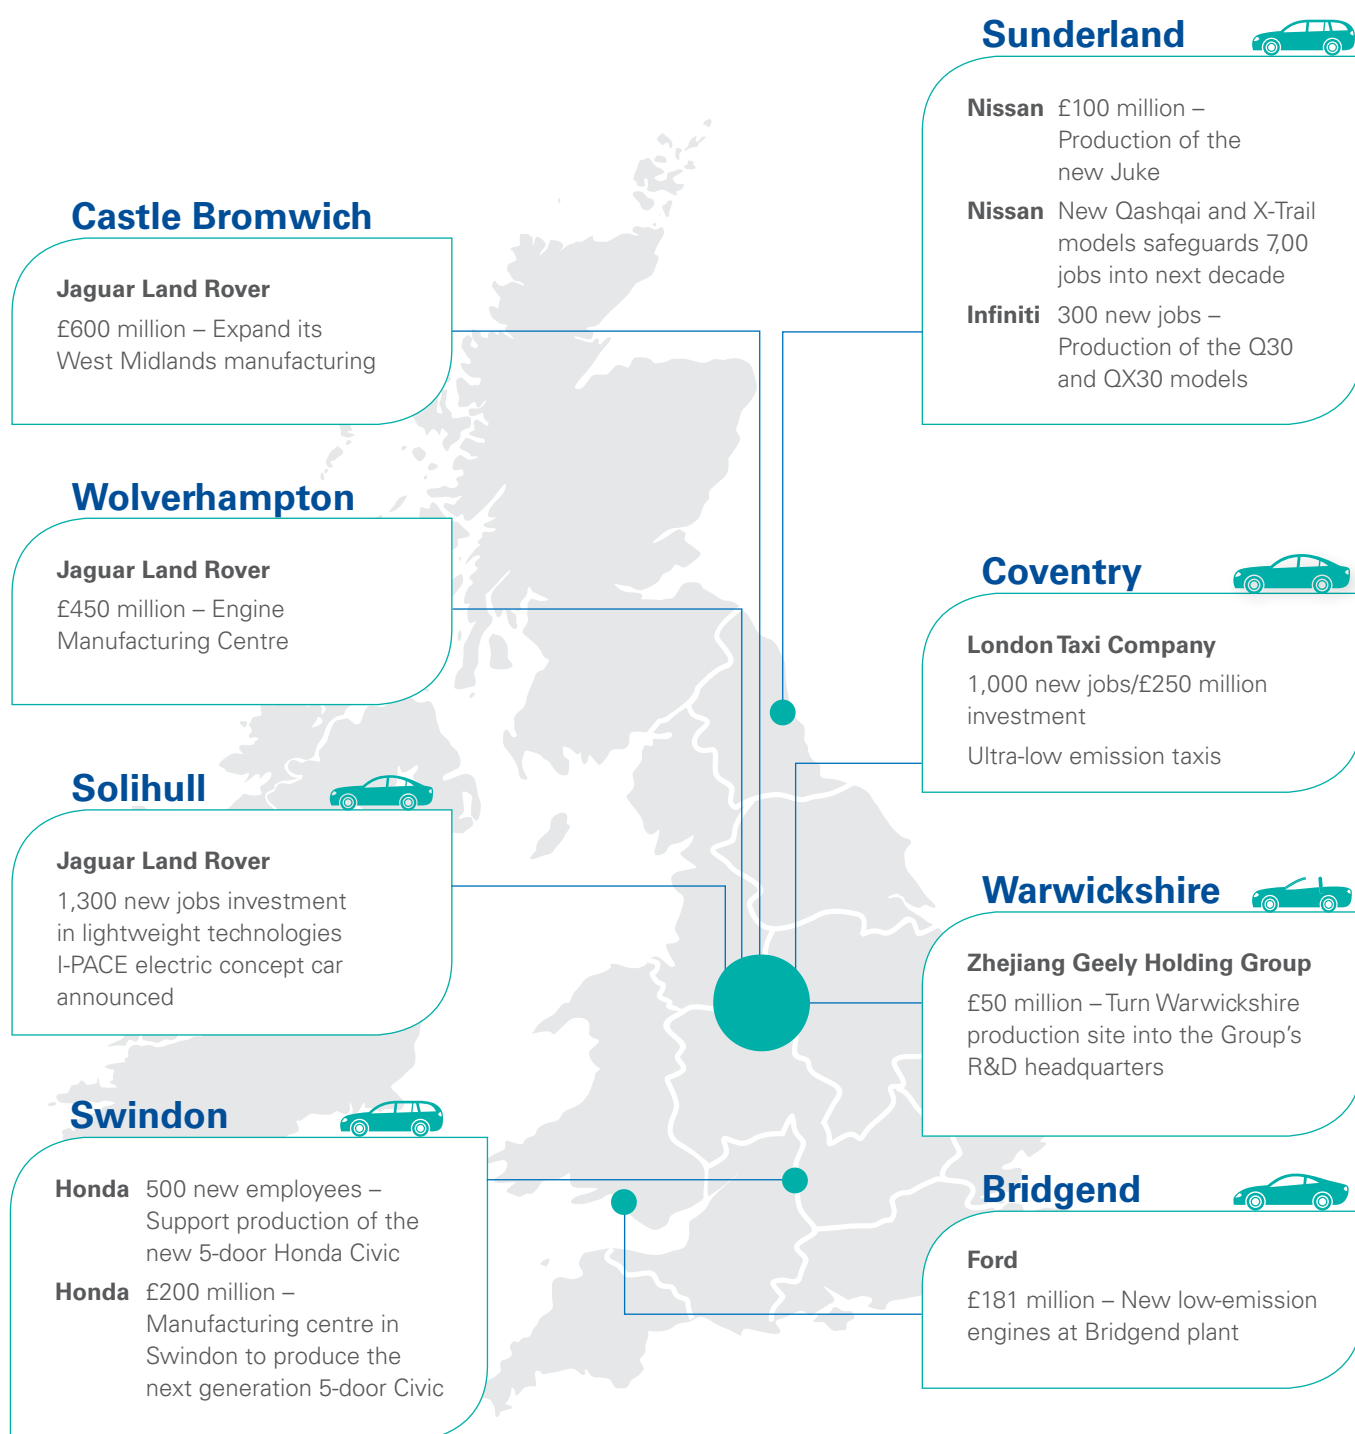 Castle Bromwich
Jaguar Land Rover
£600 million – Expand its
West Midlands manufacturing
Wolverhampton
Jaguar Land Rover
£450 million – Engine
Manufacturing Centre
Solihull
Jaguar Land Rover
1,300 new jobs investment
in lightweight technologies
I-PACE electric concept car
announced
Swindon
Honda 500 new employees –
Support production of the
new 5-door Honda Civic
Honda £200 million –
Manufacturing centre in
Swindon to produce the
next generation 5-door Civic
Sunderland
Nissan £100 million –
Production of the
new Juke
Nissan New Qashqai and X-Trail
models safeguards 7,00
jobs into next decade
Infiniti 300 new jobs –
Production of the Q30
and QX30 models
Coventry
London Taxi Company
1,000 new jobs/£250 million
investment
Ultra-low emission taxis
Warwickshire
Zhejiang Geely Holding Group
£50 million – Turn Warwickshire
production site into the Group’s
R&D headquarters
Bridgend
Ford
£181 million – New low-emission
engines at Bridgend plant